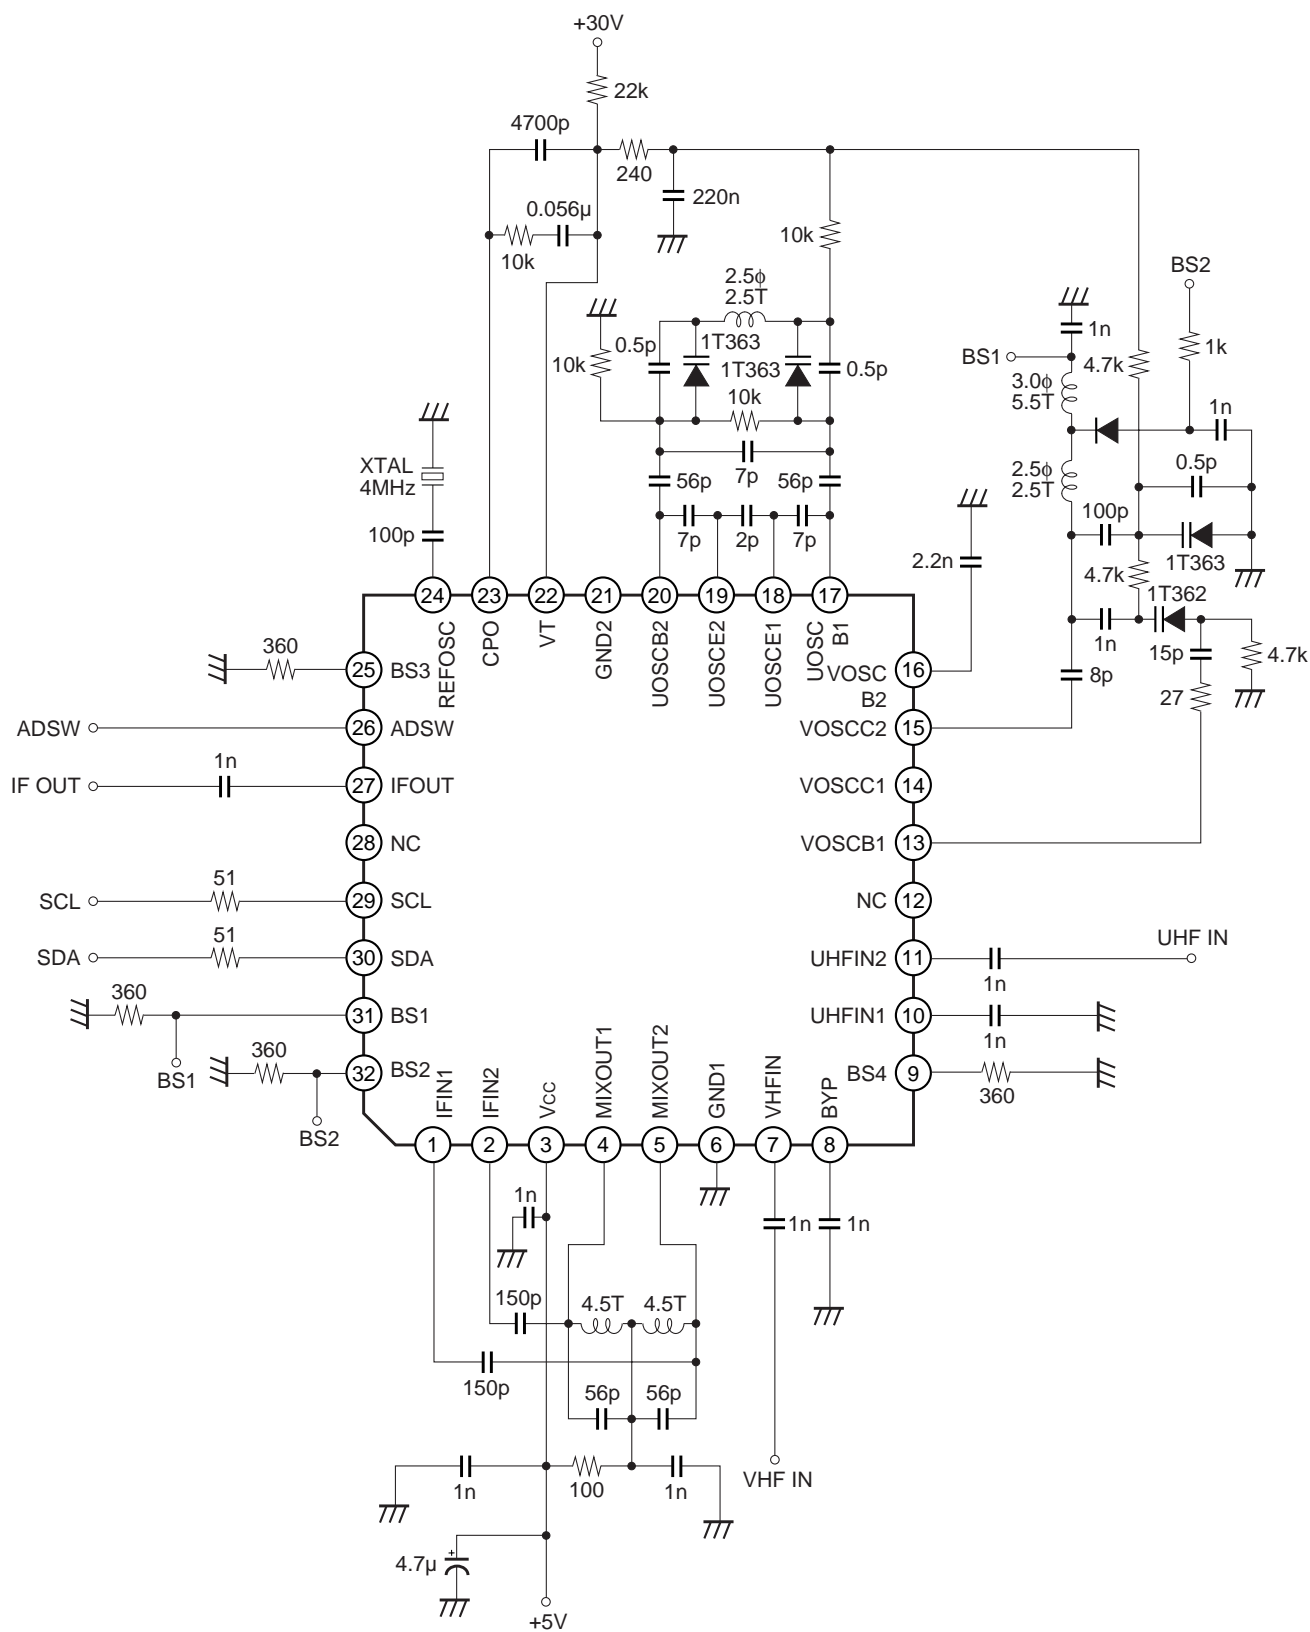 +30V
22k
4700p
240
220n
0.056µ
10k
10k
2.5ϕ
2.5T
BS2
1n
BS1
1k
4.7k
0.5p
1T363
1T363
0.5p
10k
10k
3.0ϕ
5.5T
1n
XTAL
4MHz
100p
56p
7p
56p
2.5ϕ
2.5T
0.5p
7p
2p
7p
2.2n
100p
1T363
4.7k
1T362
24
23
22
21
20
19
18
17
1n
15p
4.7k
REFOSC
CPO
VT
GND2
UOSCB2
UOSCE2
UOSCE1
UOSC
B1
360
25
BS3
VOSC
B2
16
8p
27
ADSW
26
ADSW
VOSCC2
15
IF OUT
1n
27
IFOUT
VOSCC1
14
28
NC
VOSCB1
13
SCL
51
29
SCL
NC
12
SDA
51
30
SDA
UHFIN2
11
1n
UHF IN
360
31
BS1
UHFIN1
10
1n
BS1
360
32
BS2
BS4
9
360
BS2
IFIN1
IFIN2
Vcc
MIXOUT1
MIXOUT2
GND1
VHFIN
BYP
1
2
3
4
5
6
7
8
1n
1n
1n
150p
4.5T
4.5T
150p
56p
56p
1n
100
1n
VHF IN
+
4.7µ
+5V